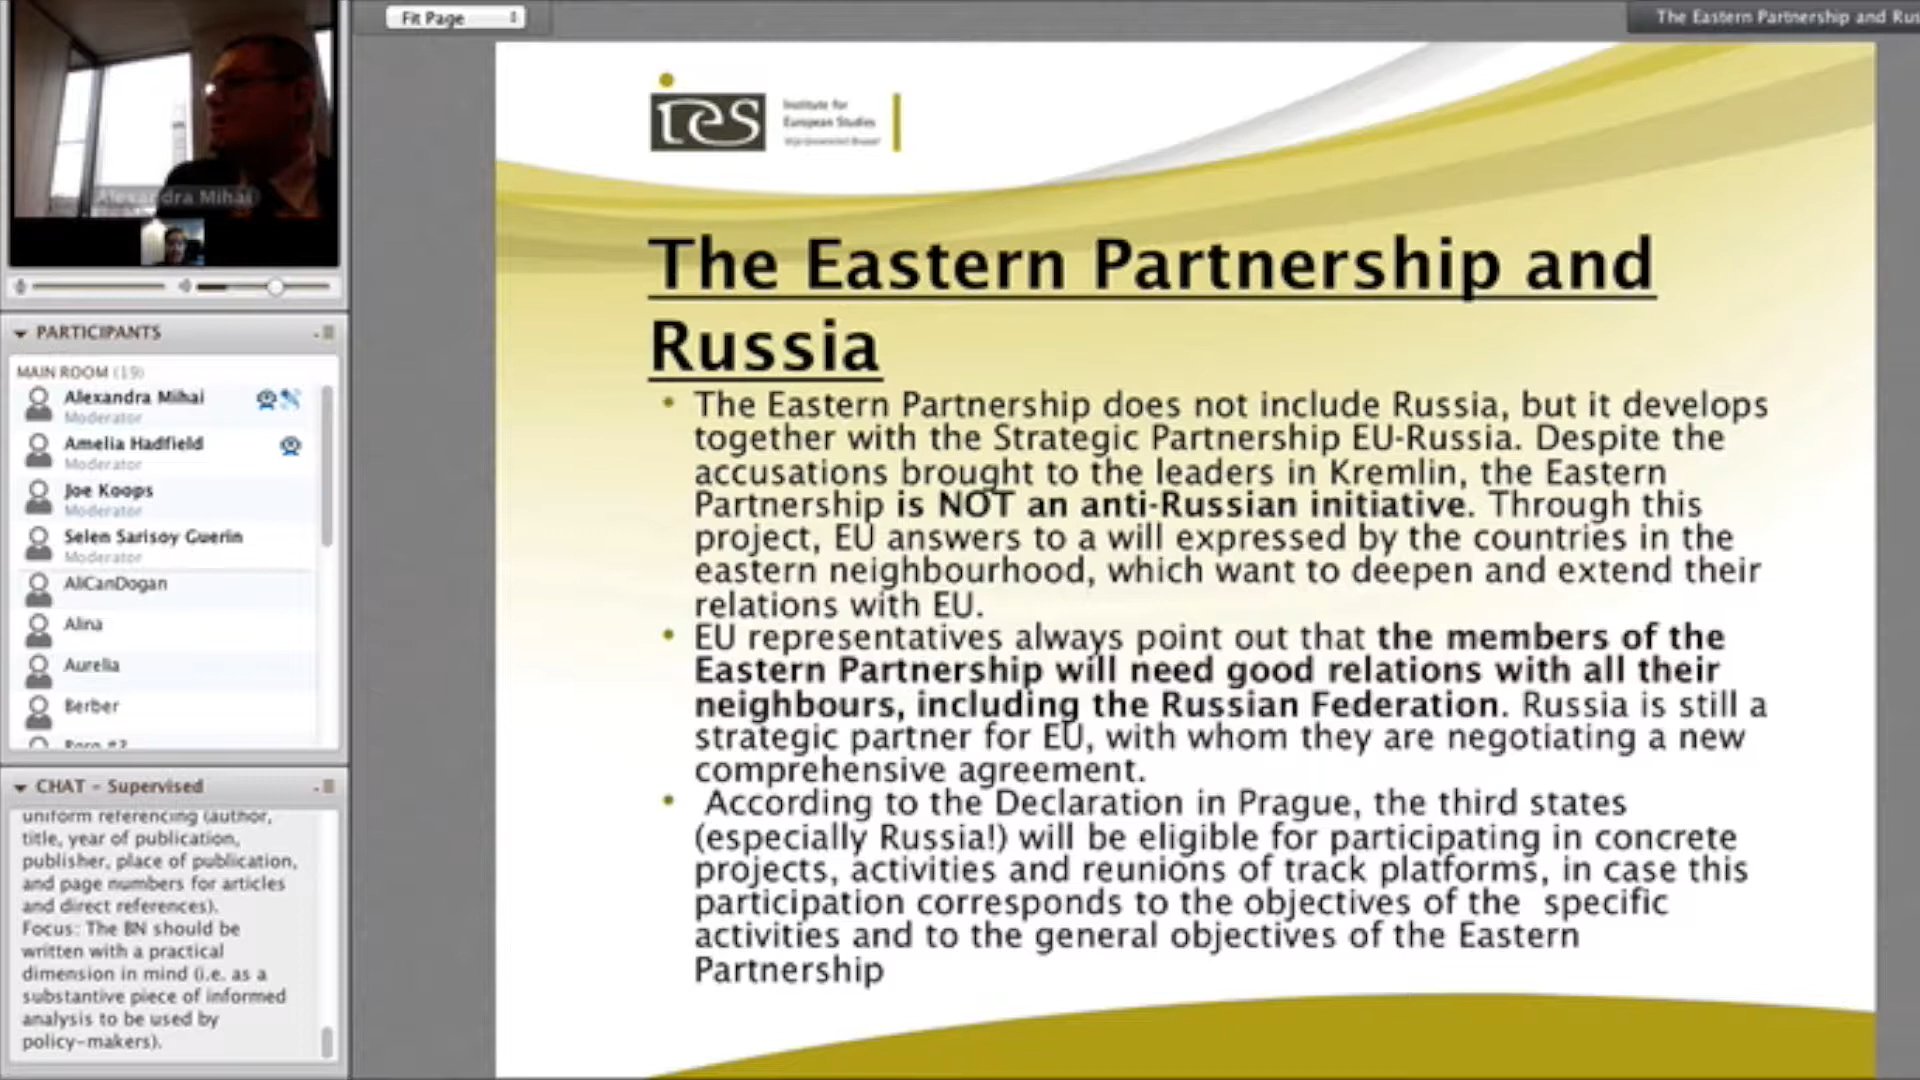 Fit Page
The Eastern Partnership and Rus
Alexandra Mihai
PARTICIPANTS
MAIN ROOM (19)
Alexandra Mihai
Moderator
Amelia Hadfield
Moderator
Joe Koops
Moderator
Selen Sarisoy Guerin
Moderator
AliCanDogan
Alina
Aurelia
Berber
CHAT - Supervised
uniform referencing (author,
title, year of publication,
publisher, place of publication,
and page numbers for articles
and direct references).
Focus: The BN should be
written with a practical
dimension in mind (i.e. as a
substantive piece of informed
analysis to be used by
policy-makers).
ies
Institute for
European Studies
The Eastern Partnership and
Russia
• The Eastern Partnership does not include Russia, but it develops
together with the Strategic Partnership EU-Russia. Despite the
accusations brought to the leaders in Kremlin, the Eastern
Partnership is NOT an anti-Russian initiative. Through this
project, EU answers to a will expressed by the countries in the
eastern neighbourhood, which want to deepen and extend their
relations with EU.
• EU representatives always point out that the members of the
Eastern Partnership will need good relations with all their
neighbours, including the Russian Federation. Russia is still a
strategic partner for EU, with whom they are negotiating a new
comprehensive agreement.
• According to the Declaration in Prague, the third states
(especially Russia!) will be eligible for participating in concrete
projects, activities and reunions of track platforms, in case this
participation corresponds to the objectives of the specific
activities and to the general objectives of the Eastern
Partnership